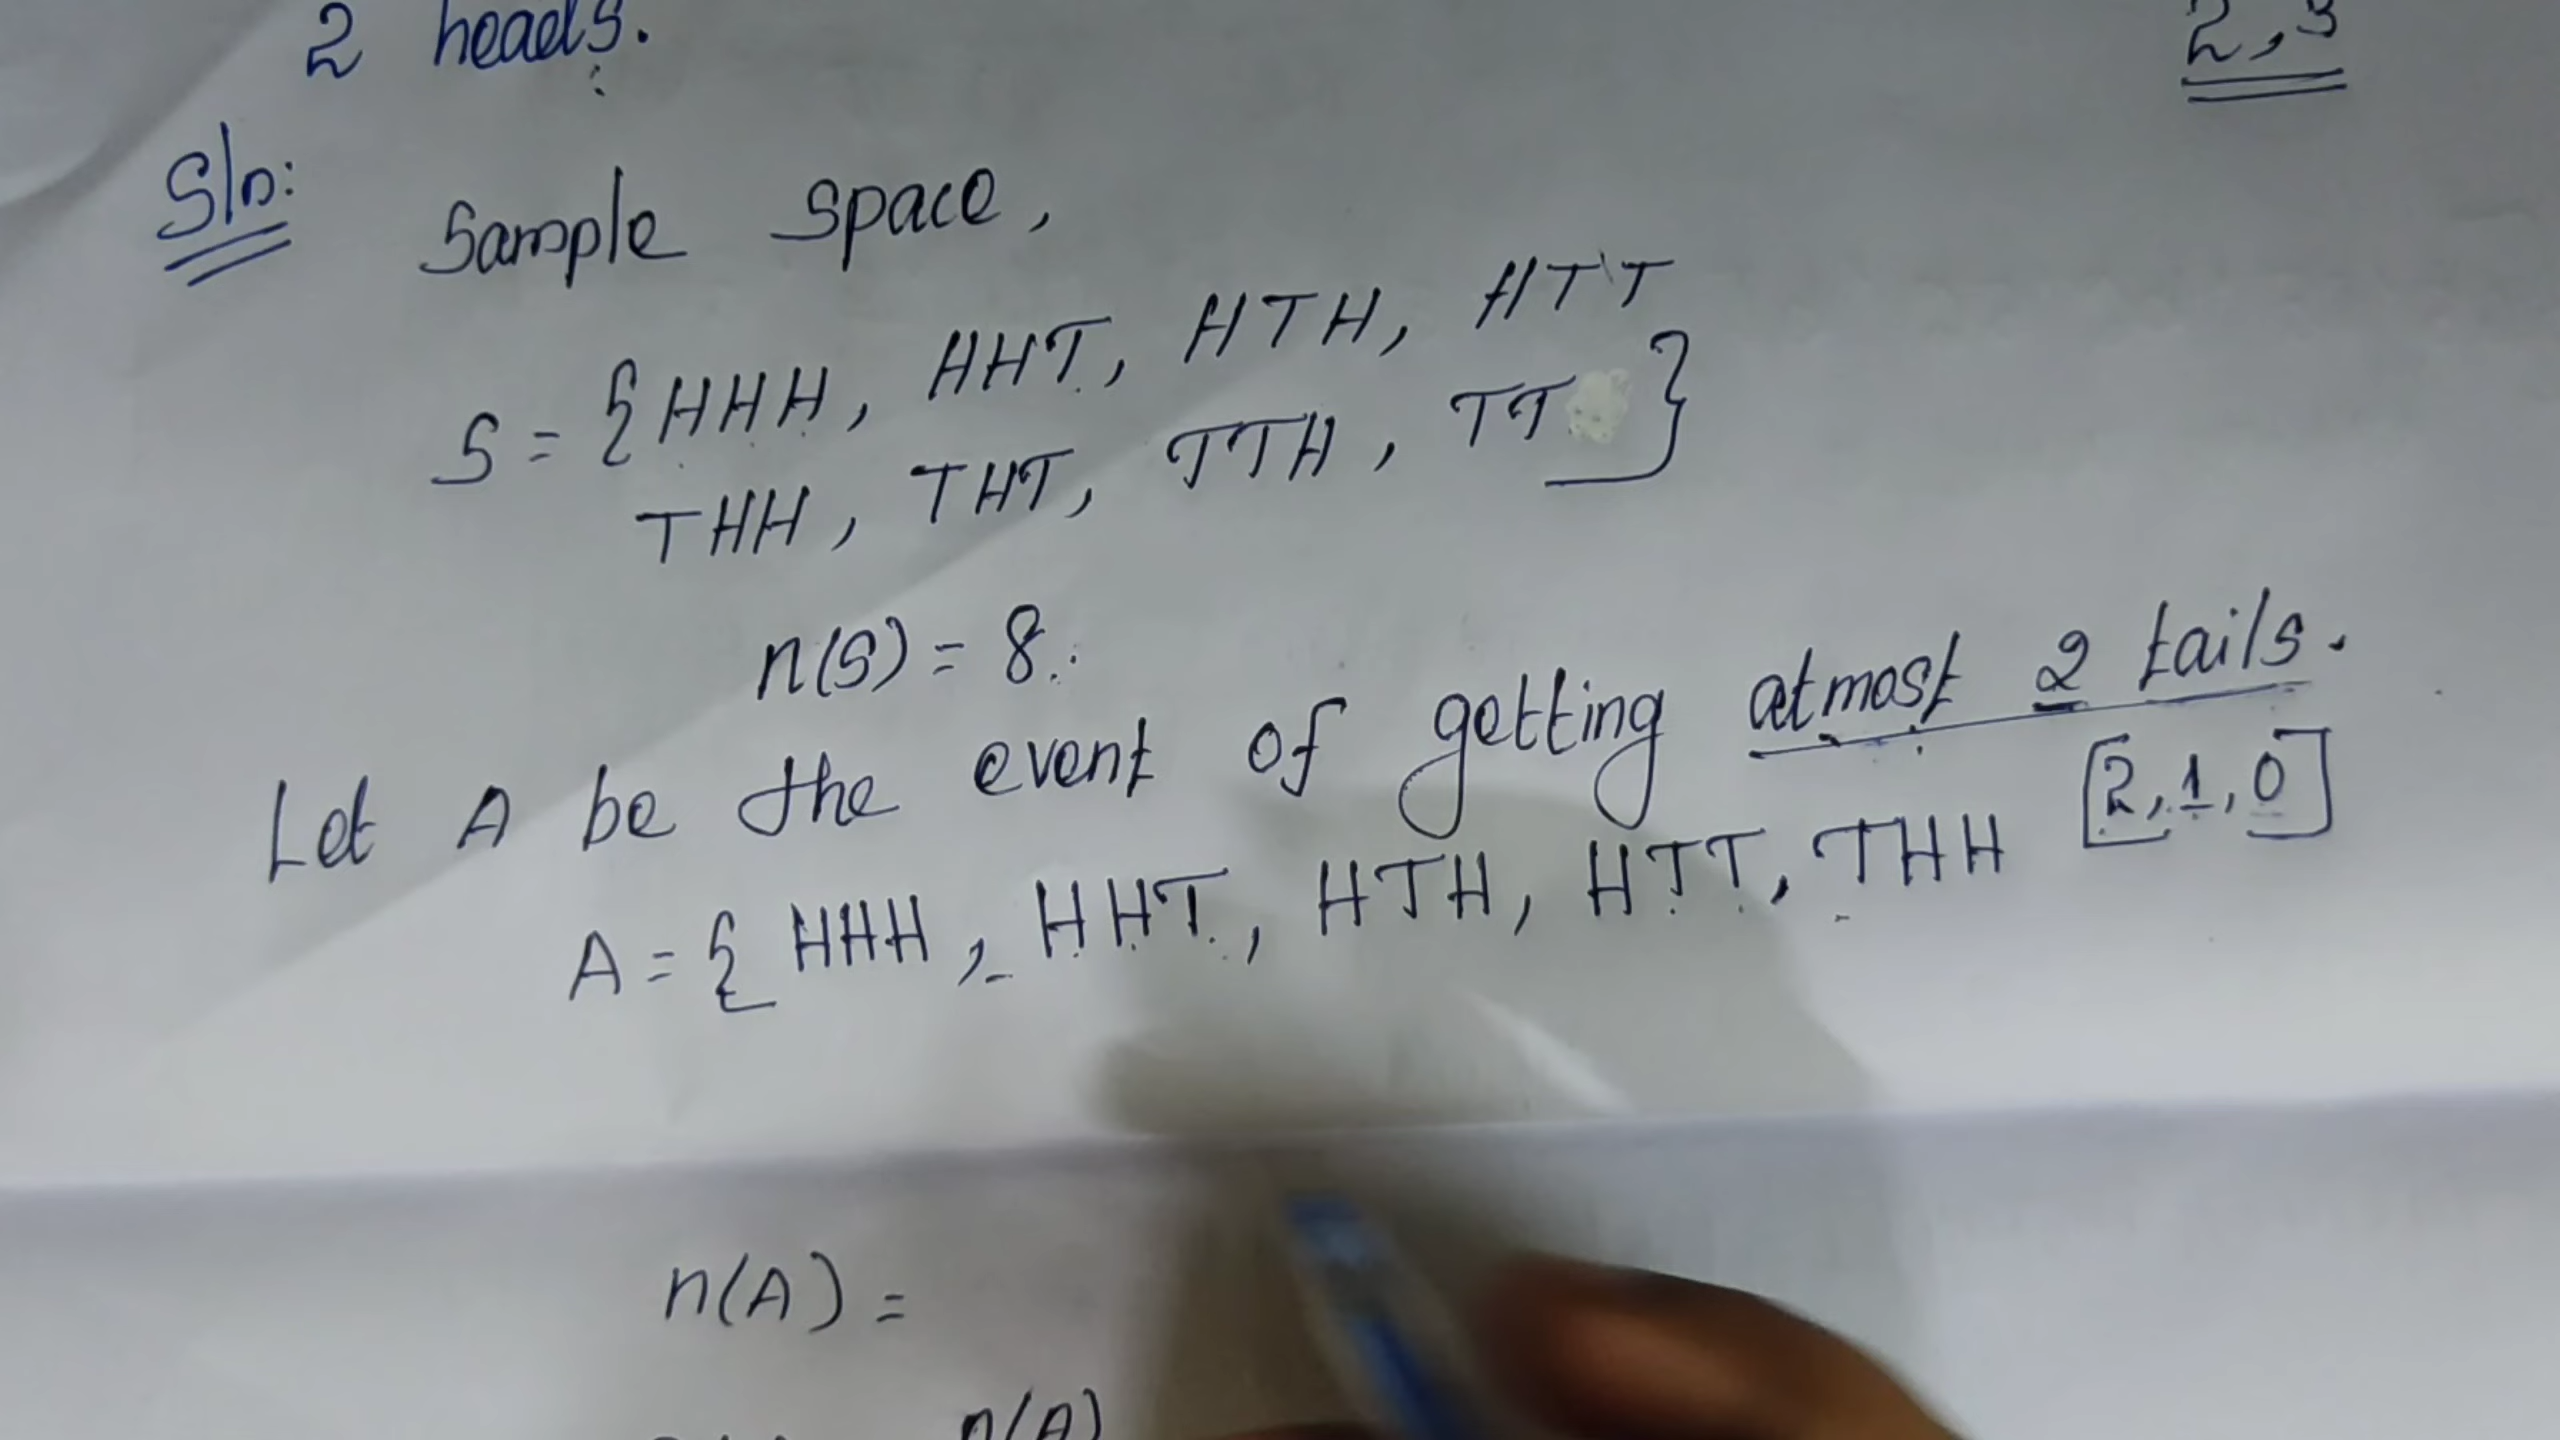 2 heads.
2,3
Sln:
Sample space,
S = {HHH, HHT, HTH, HTT
THH, THT, TTH, TT }
n(S) = 8.
Let A be the event of getting atmost 2 tails.
[2,1,0]
A = { HHH, HHT, HTH, HTT, THH
n(A) =
n(A)